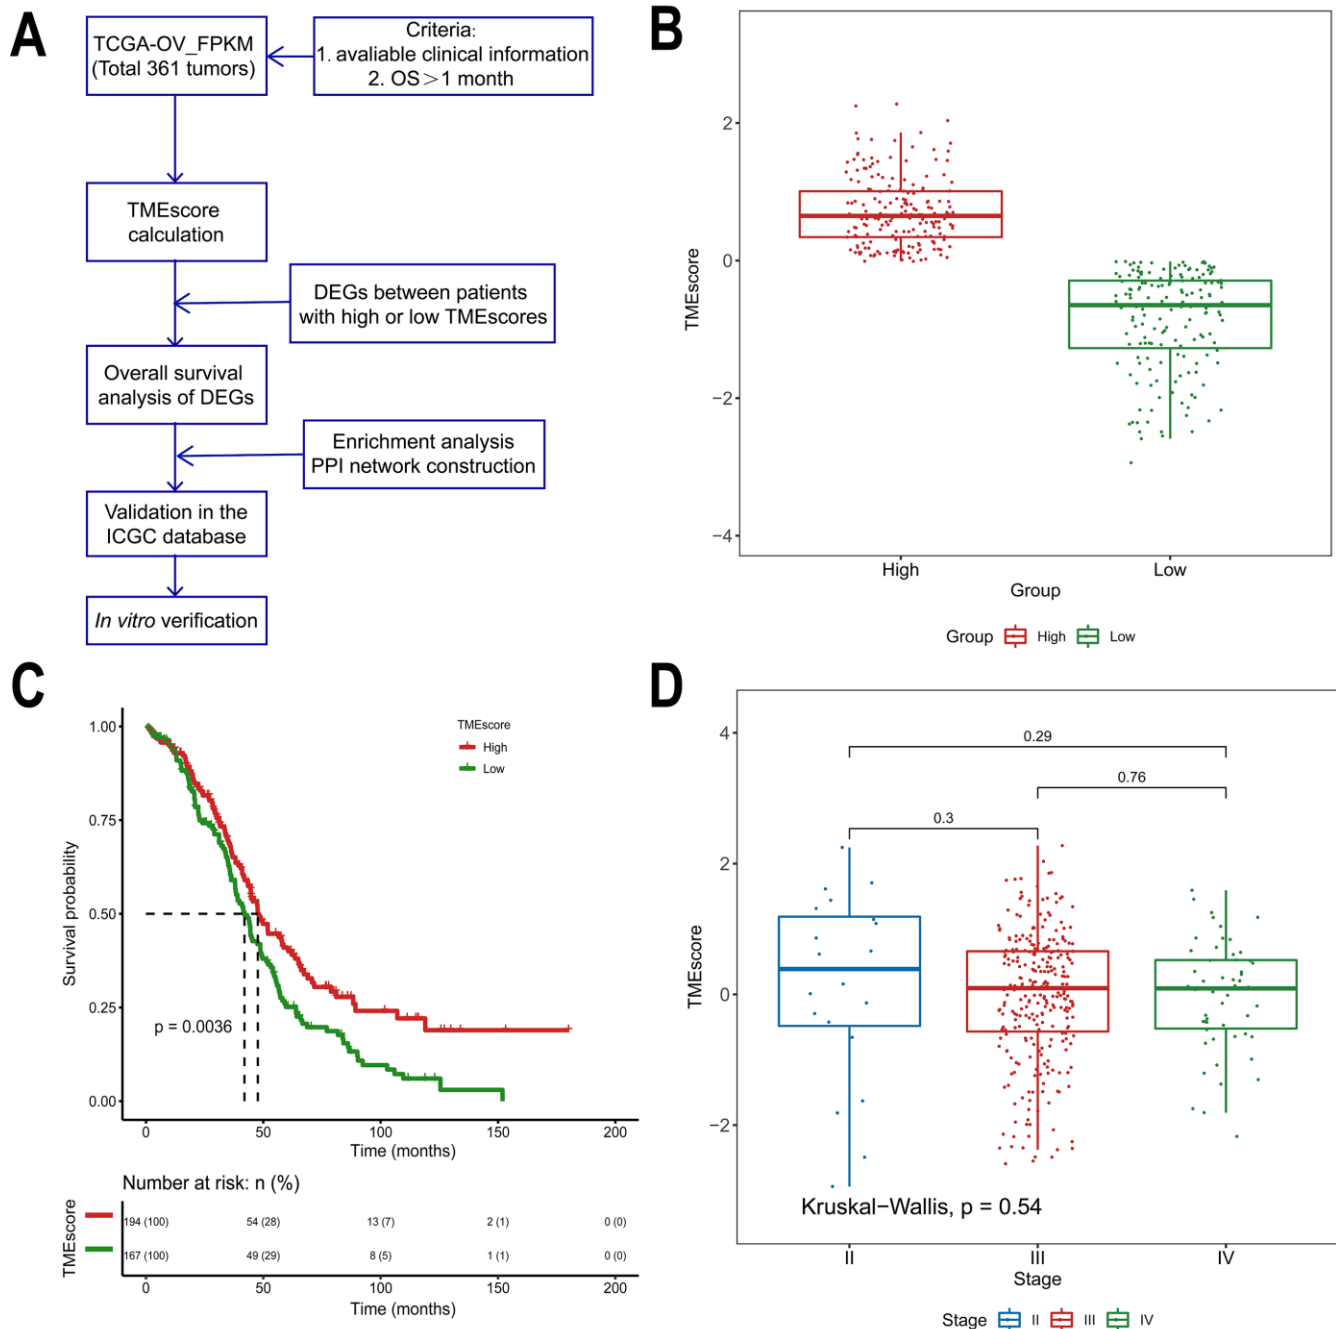 A
TCGA-OV_FPKM
(Total 361 tumors)
Criteria:
1. avaliable clinical information
2. OS＞1 month
TMEscore
calculation
DEGs between patients
with high or low TMEscores
Overall survival
analysis of DEGs
Enrichment analysis
PPI network construction
Validation in the
ICGC database
In vitro verification
B
TMEscore
2
0
−2
−4
High
Low
Group
Group
High
Low
C
Survival probability
1.00
0.75
0.50
0.25
0.00
TMEscore
High
Low
p = 0.0036
0
50
100
150
200
Time (months)
Number at risk: n (%)
TMEscore
194 (100)
54 (28)
13 (7)
2 (1)
0 (0)
167 (100)
49 (29)
8 (5)
1 (1)
0 (0)
0
50
100
150
200
Time (months)
D
TMEscore
4
2
0
−2
0.29
0.76
0.3
Kruskal−Wallis, p = 0.54
II
III
IV
Stage
Stage
II
III
IV